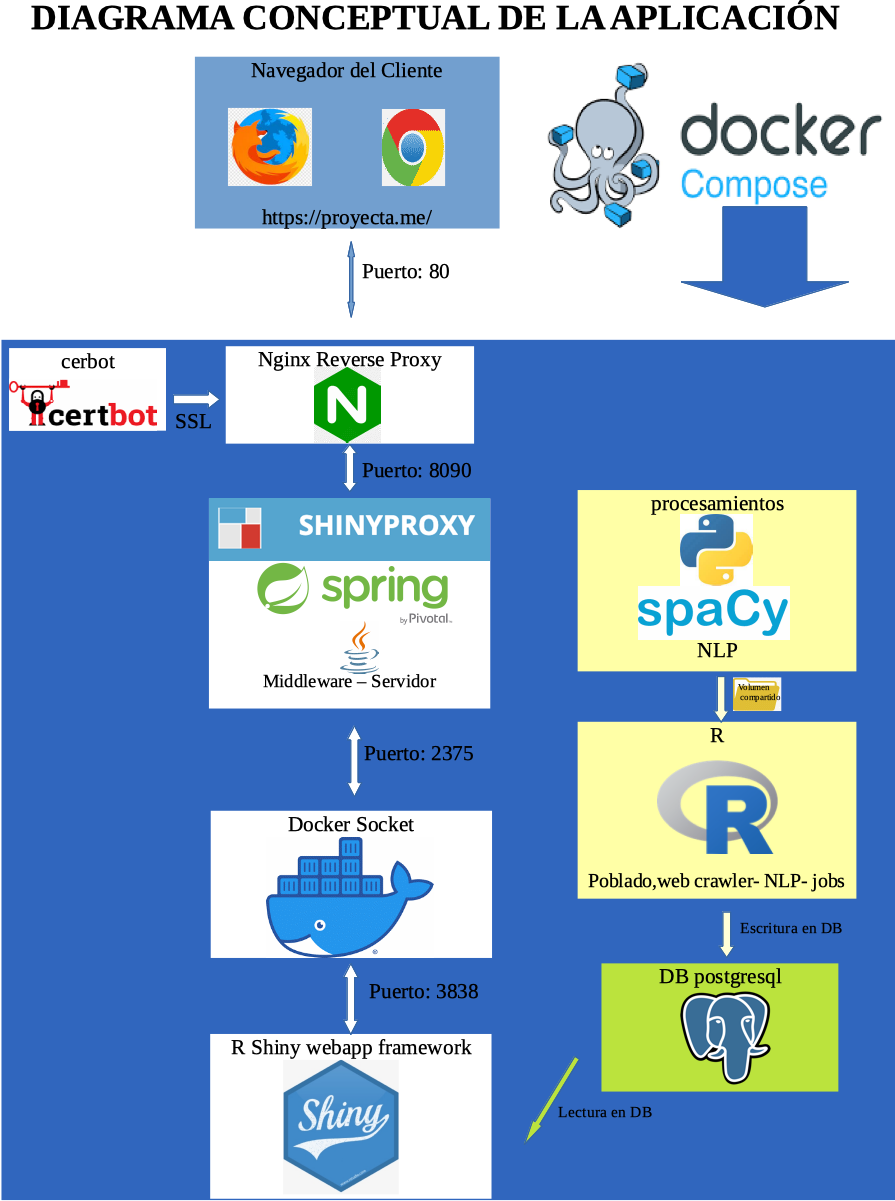 DIAGRAMA CONCEPTUAL DE LA APLICACIÓN
Navegador del Cliente
https://proyecta.me/
docker
Compose
Puerto: 80
cerbot
certbot
SSL
Nginx Reverse Proxy
N
Puerto: 8090
SHINYPROXY
spring
by Pivotal
Java
Middleware – Servidor
Puerto: 2375
Docker Socket
Puerto: 3838
R Shiny webapp framework
Shiny
procesamientos
spaCy
NLP
Volumen
compartido
R
R
Poblado,web crawler- NLP- jobs
Escritura en DB
DB postgresql
Lectura en DB